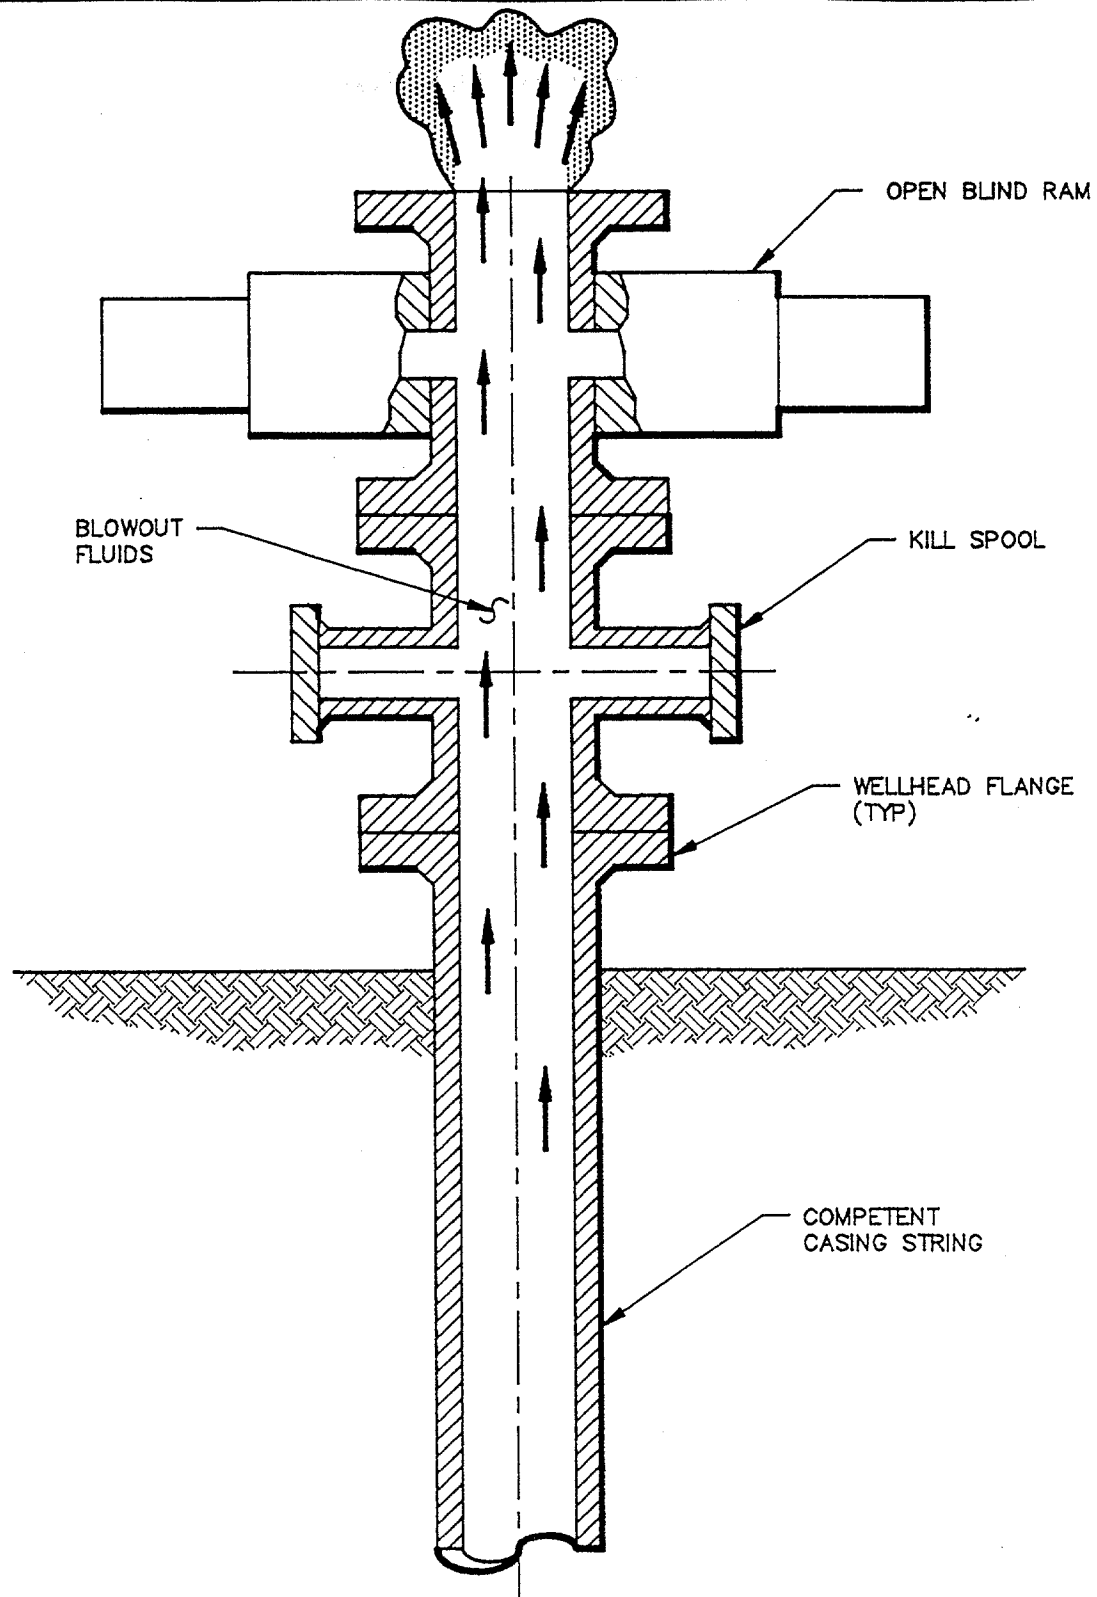 OPEN BLIND RAM
BLOWOUT
FLUIDS
KILL SPOOL
WELLHEAD FLANGE
(TYP)
COMPETENT
CASING STRING